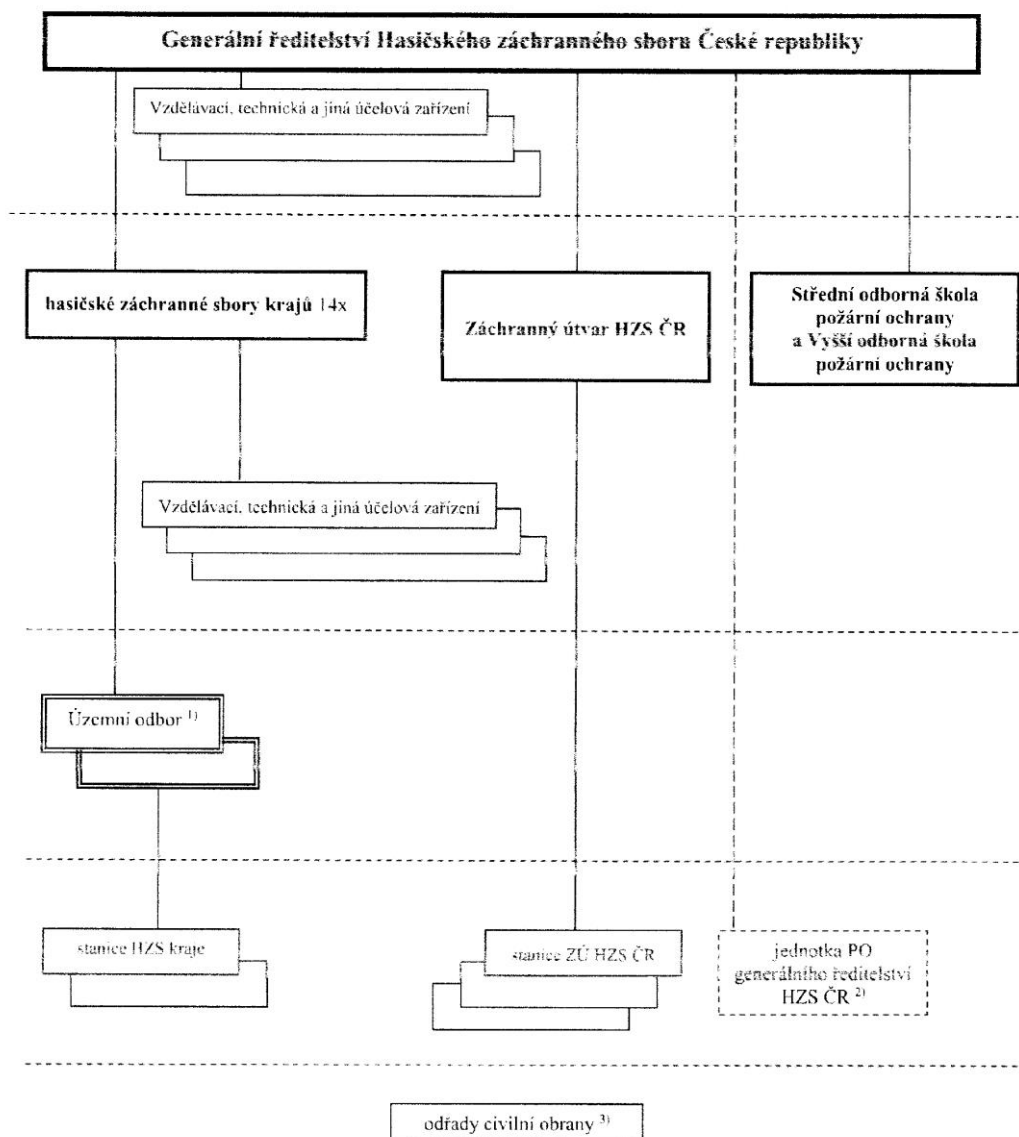 Generální ředitelství Hasičského záchranného sboru České republiky
Vzdělávací, technická a jiná účelová zařízení
hasičské záchranné sbory krajů 14x
Záchranný útvar HZS ČR
Střední odborná škola
požární ochrany
a Vyšší odborná škola
požární ochrany
Vzdělávací, technická a jiná účelová zařízení
Územní odbor ¹⁾
stanice HZS kraje
stanice ZÚ HZS ČR
jednotka PO
generálního ředitelství
HZS ČR ²⁾
odřady civilní obrany ³⁾